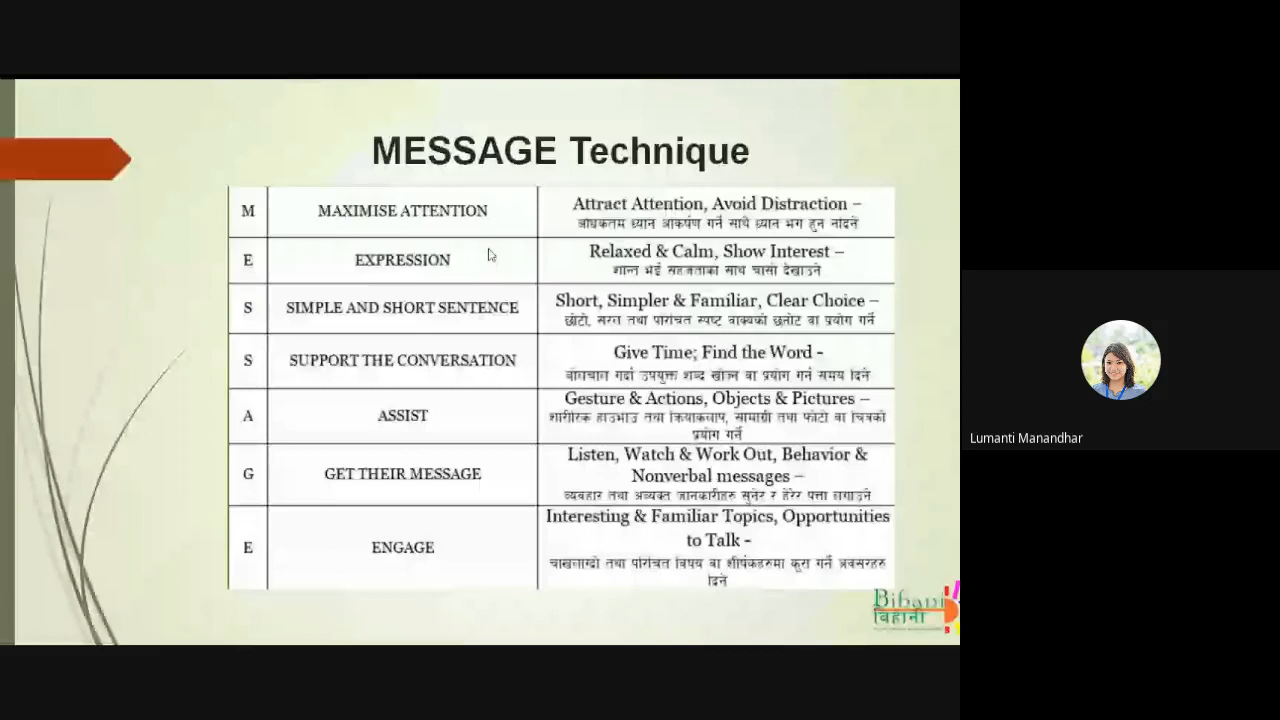 MESSAGE Technique
M
MAXIMISE ATTENTION
Attract Attention, Avoid Distraction –
ध्यान आकर्षण गर्ने साथै ध्यान भंग हुन नदिने
E
EXPRESSION
Relaxed & Calm, Show Interest –
शान्त भई सहजताका साथ चासो देखाउने
S
SIMPLE AND SHORT SENTENCE
Short, Simpler & Familiar, Clear Choice –
छोटो, सरल तथा परिचित स्पष्ट वाक्यको छनोट वा प्रयोग गर्ने
S
SUPPORT THE CONVERSATION
Give Time; Find the Word -
गर्दा उपयुक्त शब्द खोज्न वा प्रयोग गर्न समय दिने
A
ASSIST
Gesture & Actions, Objects & Pictures –
शारीरिक हाउभाउ तथा क्रियाकलाप, सामाग्री तथा फोटो वा चित्रको
प्रयोग गर्ने
G
GET THEIR MESSAGE
Listen, Watch & Work Out, Behavior &
Nonverbal messages –
व्यवहार तथा अव्यक्त जानकारीहरु सुनेर र हेरेर पत्ता लगाउने
E
ENGAGE
Interesting & Familiar Topics, Opportunities
to Talk -
तथा परिचित विषय वा शीर्षकहरुमा कुरा गर्ने अवसरहरु
दिने
Bihani
बिहानी
Lumanti Manandhar